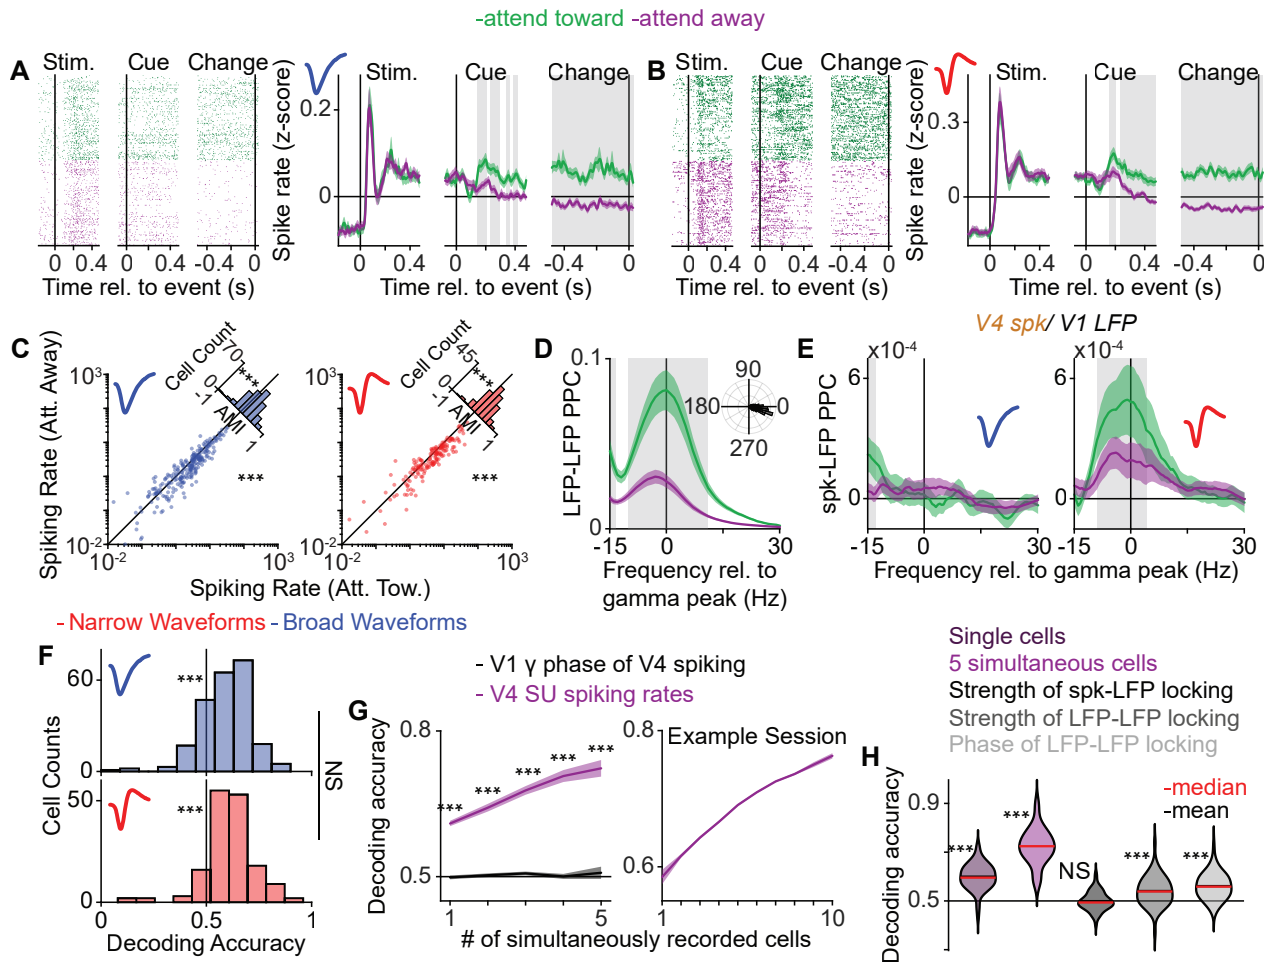 -attend toward -attend away
A
Stim. Cue Change
0 0.4 0 0.4 -0.4 0
Time rel. to event (s)
Spike rate (z-score)
0.2
0
Stim. Cue Change
0 0.4 0 0.4 -0.4 0
Time rel. to event (s)
B
Stim. Cue Change
0 0.4 0 0.4 -0.4 0
Time rel. to event (s)
Spike rate (z-score)
0.3
0
Stim. Cue Change
0 0.4 0 0.4 -0.4 0
Time rel. to event (s)
C
Spiking Rate (Att. Away)
10³
10⁻²
10⁻² 10³
Cell Count
70
0
***
-1 AMI 1
***
10³
10⁻²
10⁻² 10³
Cell Count
45
0
***
-1 AMI 1
***
Spiking Rate (Att. Tow.)
-Narrow Waveforms -Broad Waveforms
D
LFP-LFP PPC
0.1
0
90
180 0
270
-15 0 30
Frequency rel. to
gamma peak (Hz)
V4 spk/ V1 LFP
E
spk-LFP PPC
x10⁻⁴
6
0
-15 0 30
x10⁻⁴
6
0
-15 0 30
Frequency rel. to gamma peak (Hz)
F
Cell Counts
60
0
***
50
0
***
NS
0 0.5 1
Decoding Accuracy
- V1 γ phase of V4 spiking
- V4 SU spiking rates
G
Decoding accuracy
0.8
0.5
*** *** *** *** ***
1 5
Example Session
0.8
0.6
1 10
# of simultaneously recorded cells
Single cells
5 simultaneous cells
Strength of spk-LFP locking
Strength of LFP-LFP locking
Phase of LFP-LFP locking
H
Decoding accuracy
0.9
0.5
-median
-mean
*** *** NS *** ***